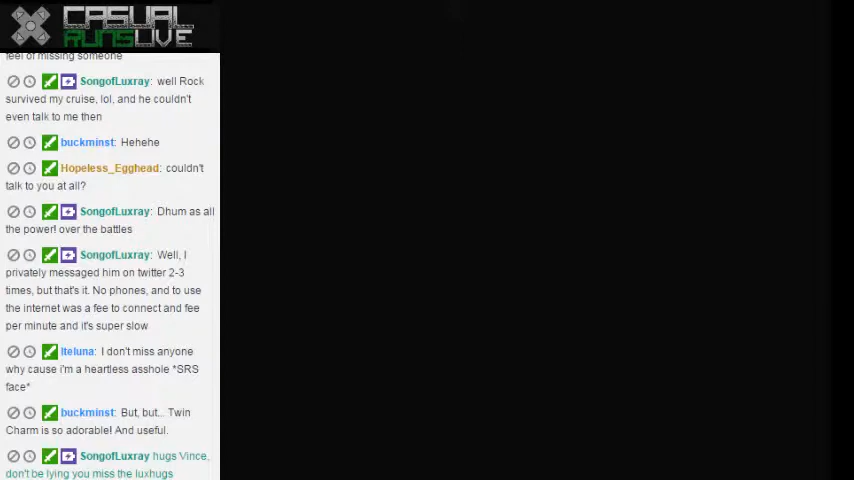 CASUAL
RUNSLIVE
feel of missing someone
SongofLuxray: well Rock
survived my cruise, lol, and he couldn't
even talk to me then
buckminst: Hehehe
Hopeless_Egghead: couldn't
talk to you at all?
SongofLuxray: Dhum as all
the power! over the battles
SongofLuxray: Well, I
privately messaged him on twitter 2-3
times, but that's it. No phones, and to use
the internet was a fee to connect and fee
per minute and it's super slow
Iteluna: I don't miss anyone
why cause i'm a heartless asshole *SRS
face*
buckminst: But, but... Twin
Charm is so adorable! And useful.
SongofLuxray hugs Vince,
don't be lying you miss the luxhugs